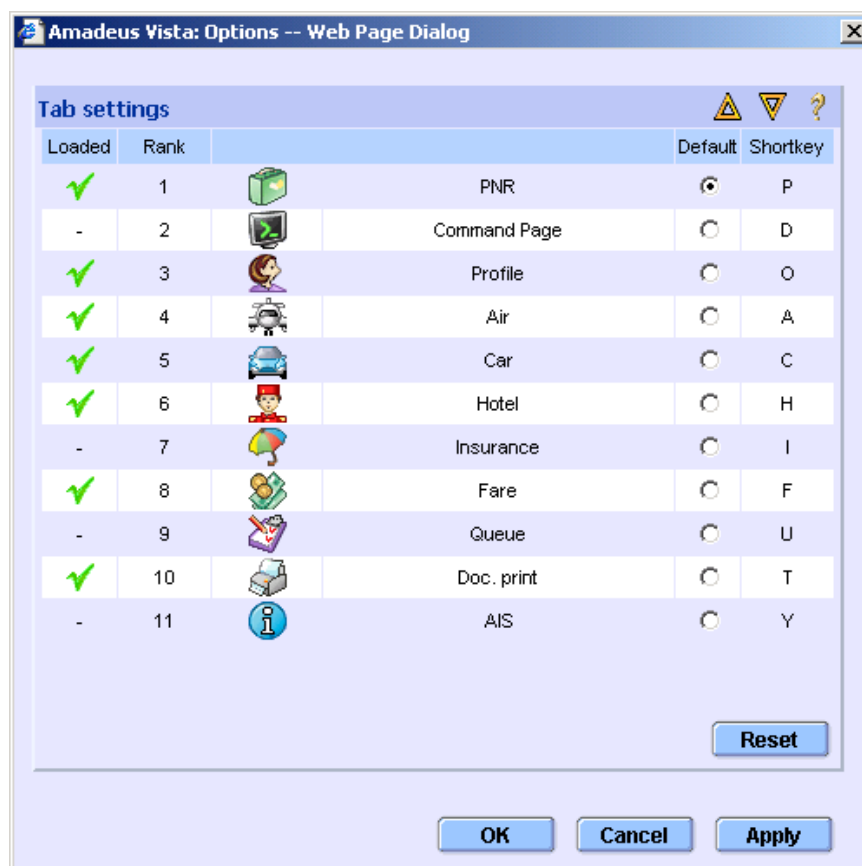 Amadeus Vista: Options -- Web Page Dialog
Tab settings
Loaded Rank Default Shortkey
1 PNR P
- 2 Command Page D
3 Profile O
4 Air A
5 Car C
6 Hotel H
- 7 Insurance I
8 Fare F
- 9 Queue U
10 Doc. print T
- 11 AIS Y
Reset
OK Cancel Apply